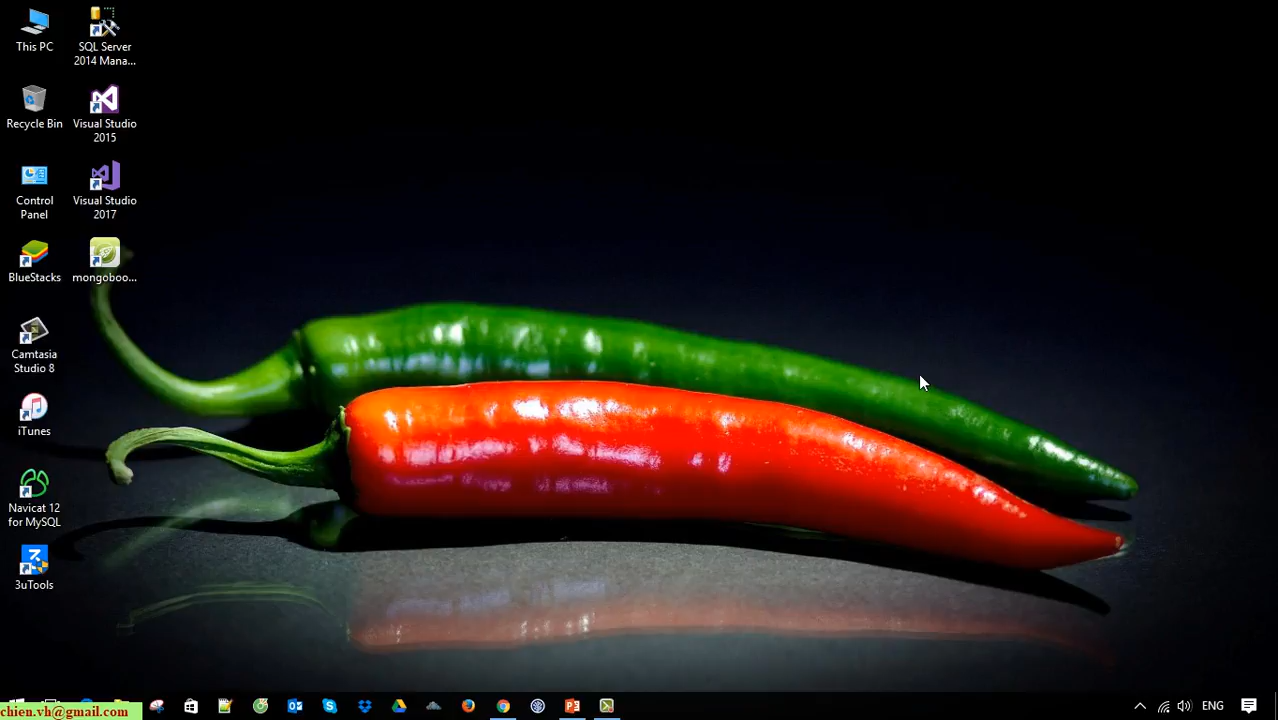 This PC
SQL Server
2014 Mana...
Recycle Bin
Visual Studio
2015
Control
Panel
Visual Studio
2017
BlueStacks
mongoboo...
Camtasia
Studio 8
iTunes
Navicat 12
for MySQL
3uTools
chien.vh@gmail.com
ENG